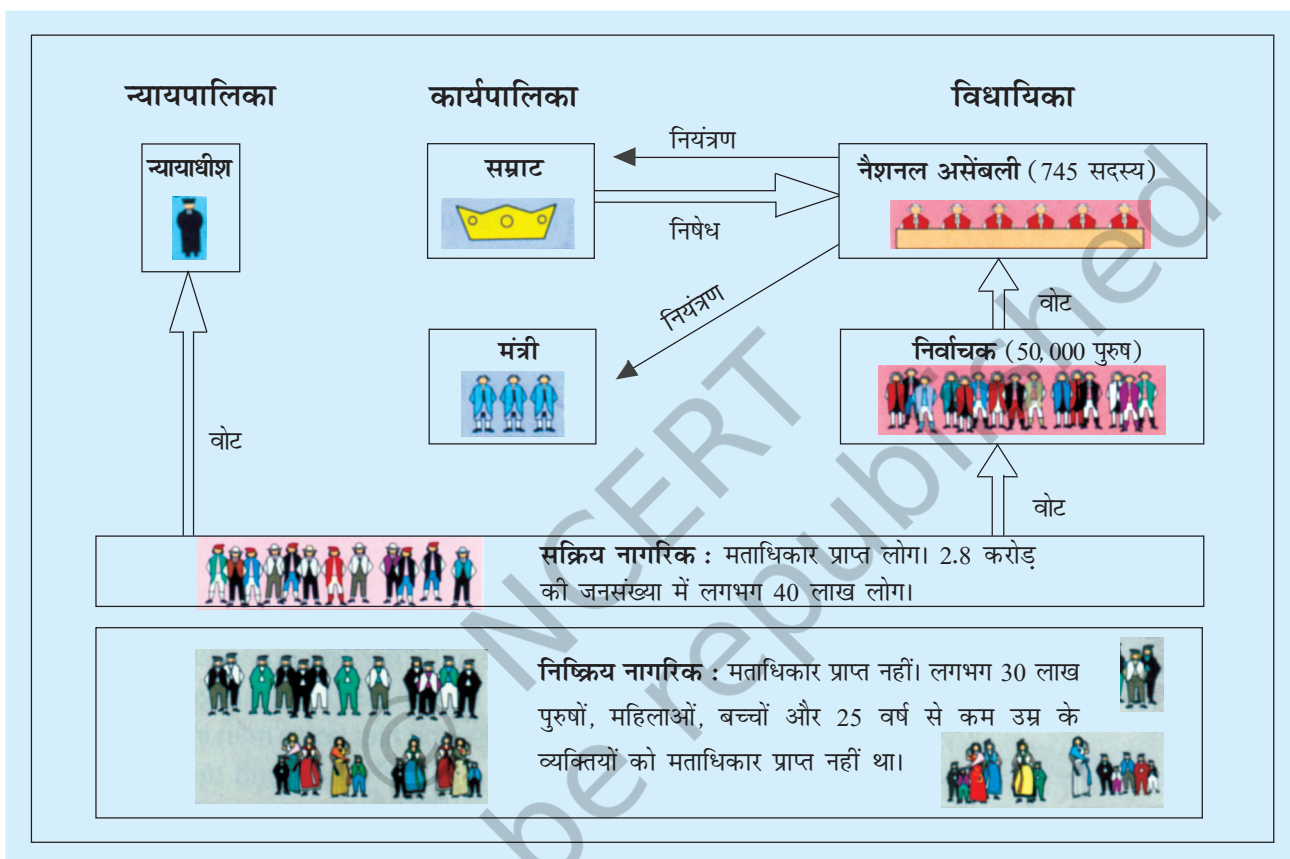 न्यायपालिका
कार्यपालिका
विधायिका
न्यायाधीश
सम्राट
नियंत्रण
निषेध
नैशनल असेंबली (745 सदस्य)
नियंत्रण
वोट
मंत्री
निर्वाचक (50,000 पुरुष)
वोट
वोट
सक्रिय नागरिक : मताधिकार प्राप्त लोग। 2.8 करोड़
की जनसंख्या में लगभग 40 लाख लोग।
निष्क्रिय नागरिक : मताधिकार प्राप्त नहीं। लगभग 30 लाख
पुरुषों, महिलाओं, बच्चों और 25 वर्ष से कम उम्र के
व्यक्तियों को मताधिकार प्राप्त नहीं था।
© NCERT
be republished